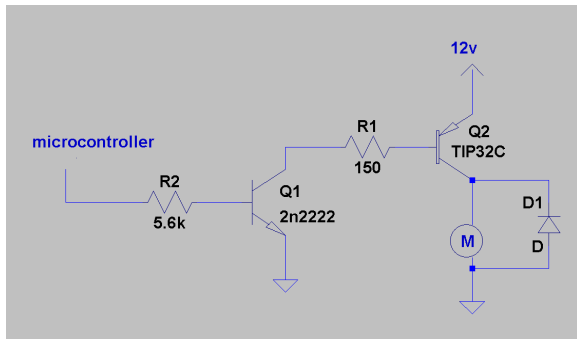 12v
microcontroller
R1
150
Q2
TIP32C
R2
5.6k
Q1
2n2222
D1
M
D